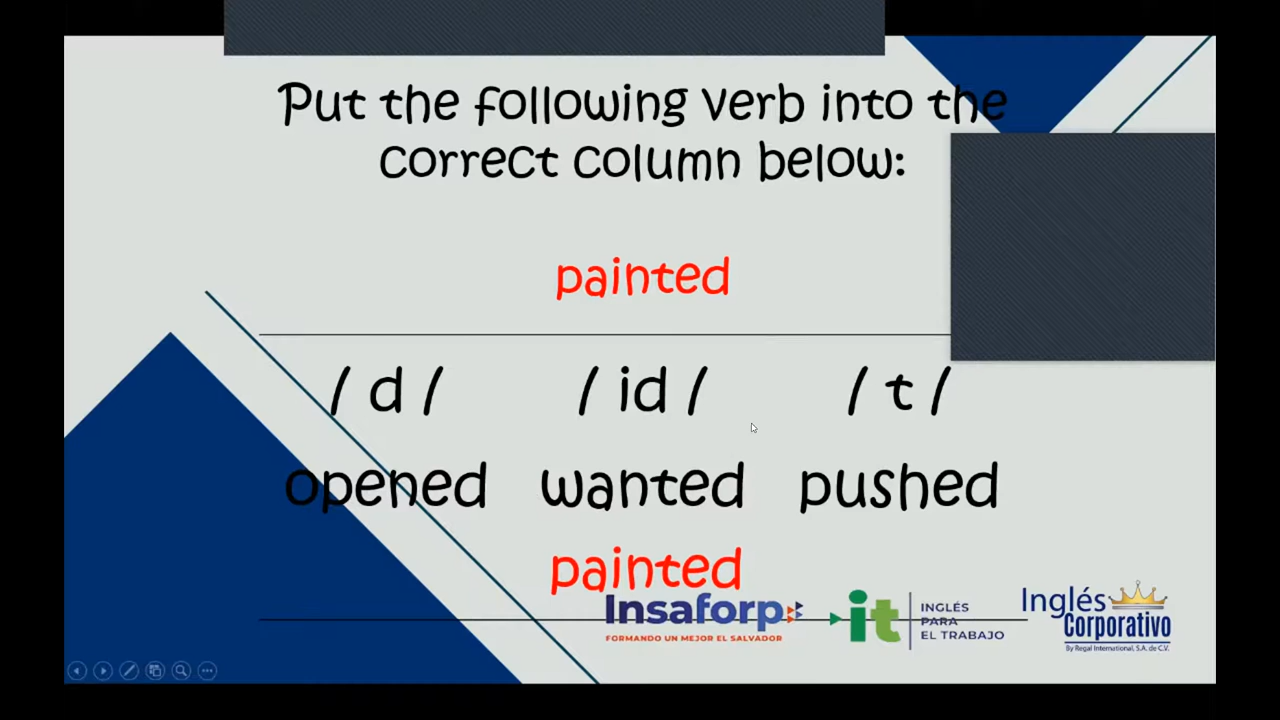 Put the following verb into the
correct column below:
painted
/ d / / id / / t /
opened wanted pushed
painted
Insaforp
FORMANDO UN MEJOR EL SALVADOR
it
INGLÉS
PARA
EL TRABAJO
Inglés
Corporativo
By Regal International, S.A. de C.V.